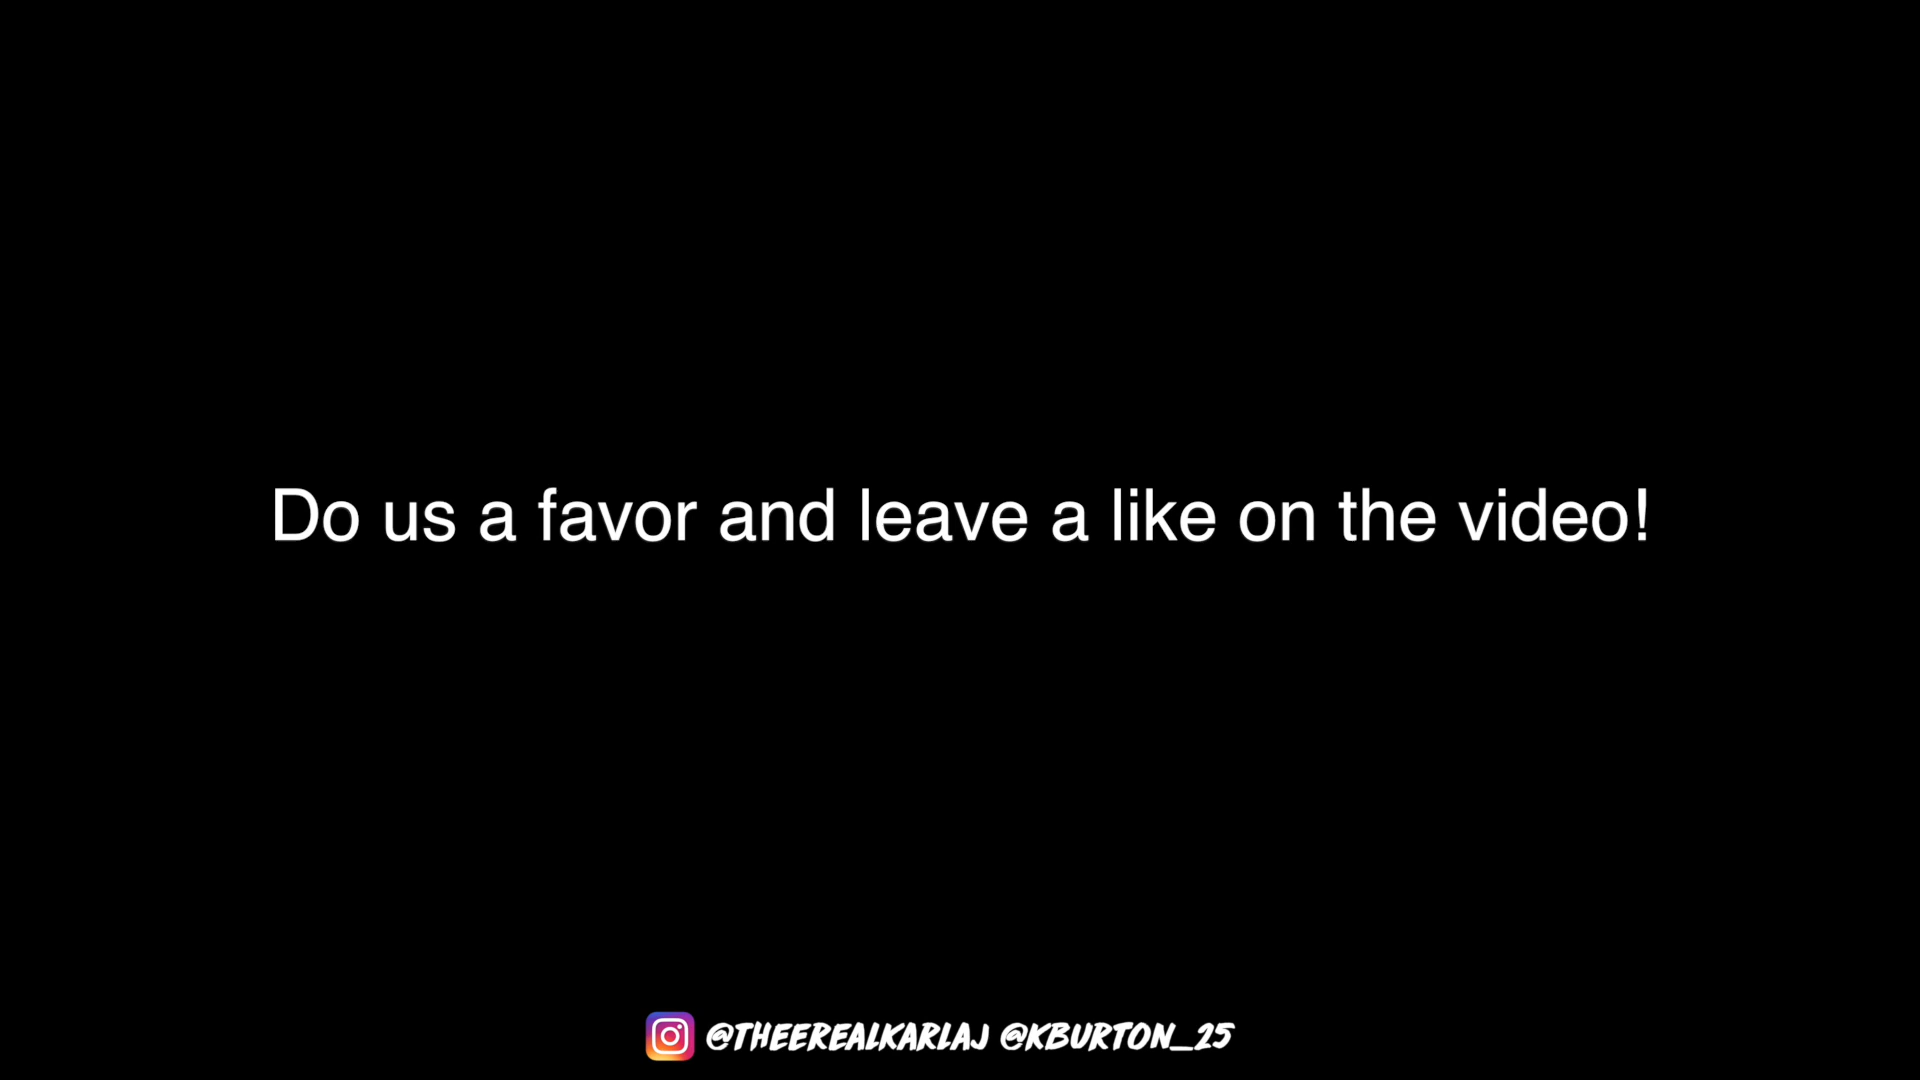 Do us a favor and leave a like on the video!
@THEEREALKARLAJ @KBURTON_25